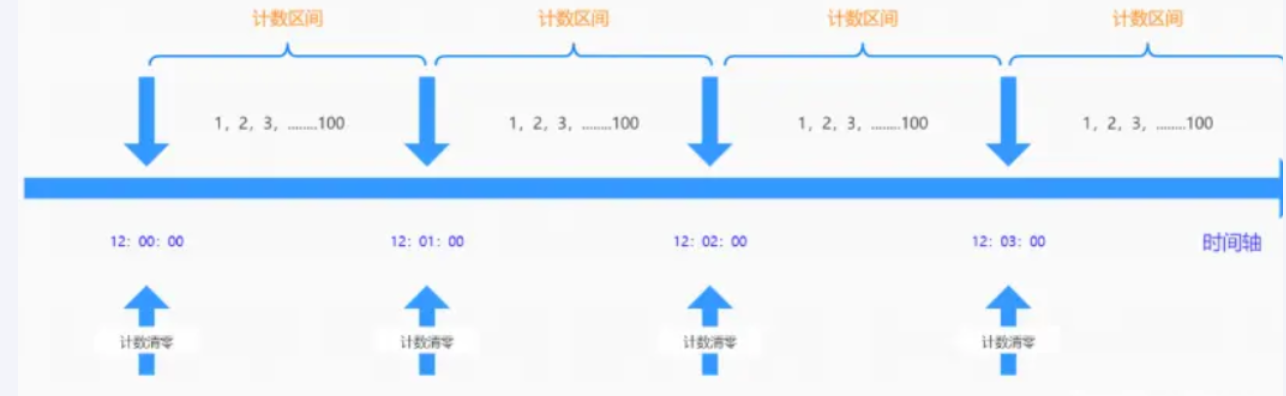 计数区间
计数区间
计数区间
计数区间
1，2，3，........100
1，2，3，........100
1，2，3，........100
1，2，3，........100
12：00：00
12：01：00
12：02：00
12：03：00
时间轴
计数清零
计数清零
计数清零
计数清零